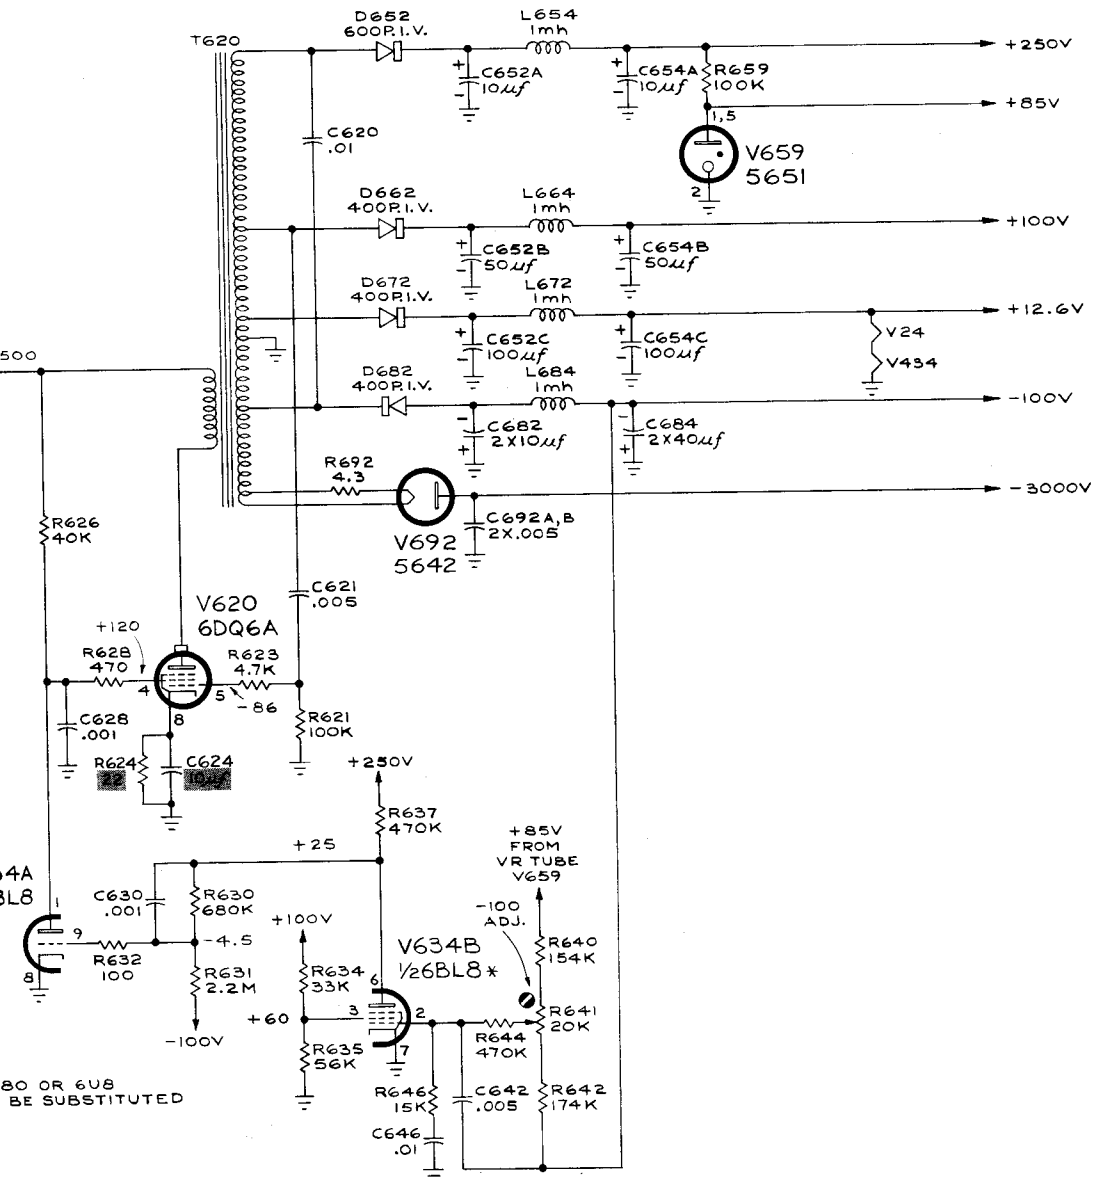 T620
D652
600P.I.V.
L654
1mh
+250V
C652A
10µf
C654A
10µf
R659
100K
+85V
1,5
V659
5651
2
C620
.01
D662
400P.I.V.
L664
1mh
+100V
C652B
50µf
C654B
50µf
D672
400P.I.V.
L672
1mh
+12.6V
C652C
100µf
C654C
100µf
V24
V434
500
D682
400P.I.V.
L684
1mh
-100V
C682
2X10µf
C684
2X40µf
R692
4.3
-3000V
V692
5642
C692A,B
2X.005
R626
40K
C621
.005
V620
6DQ6A
+120
R628
470
4
R623
4.7K
5
-86
8
C628
.001
R621
100K
R624
22
C624
10µf
+250V
R637
470K
+25
+85V
FROM
VR TUBE
V659
4A
BL8
1
C630
.001
R630
680K
-100
ADJ.
9
R632
100
-4.5
8
R631
2.2M
-100V
+100V
R634
33K
V634B
1/26BL8*
6
R640
154K
+60
3
2
R641
20K
R644
470K
R635
56K
7
80 OR 6U8
BE SUBSTITUTED
R646
15K
C642
.005
R642
174K
C646
.01